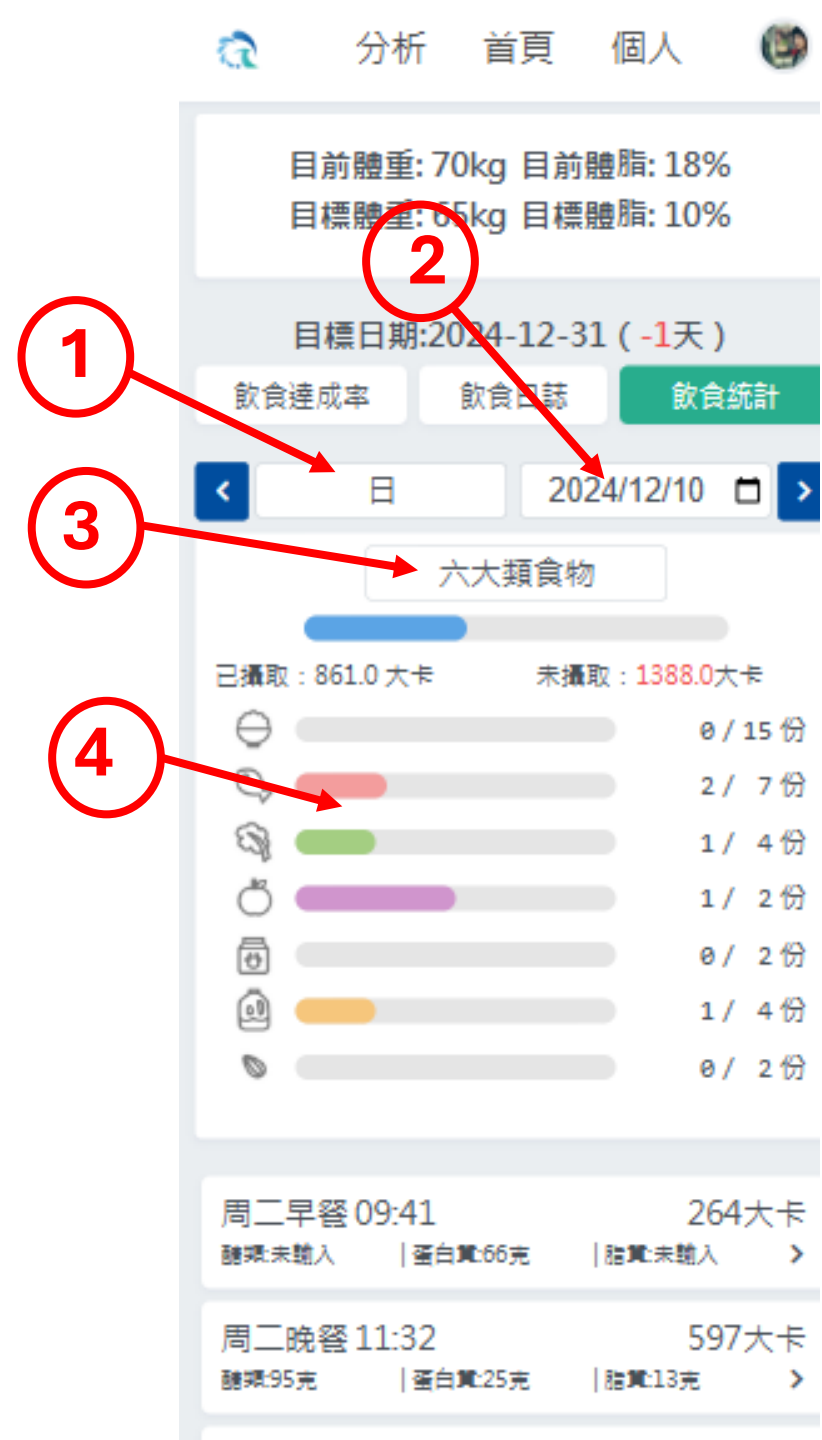 分析 首頁 個人
目前體重: 70kg 目前體脂: 18%
目標體重: 65kg 目標體脂: 10%
2
目標日期:2024-12-31 ( -1天 )
1
飲食達成率 飲食日誌 飲食統計
日 2024/12/10
3
六大類食物
已攝取：861.0 大卡 未攝取：1388.0大卡
0 / 15 份
4
2 / 7 份
1 / 4 份
1 / 2 份
0 / 2 份
1 / 4 份
0 / 2 份
周二早餐 09:41 264大卡
醣類:未輸入 |蛋白質:66克 |脂質:未輸入
周二晚餐 11:32 597大卡
醣類:95克 |蛋白質:25克 |脂質:13克